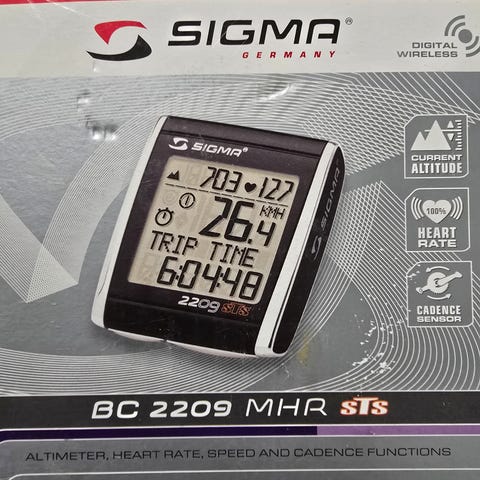 SIGMA®
GERMANY
DIGITAL
WIRELESS
SIGMA®
703 127
26.4 KMH
TRIP TIME
6:04:48
2209 STS
SIGMA
CURRENT
ALTITUDE
100%
HEART
RATE
CADENCE
SENSOR
BC 2209 MHR STS
ALTIMETER, HEART RATE, SPEED AND CADENCE FUNCTIONS